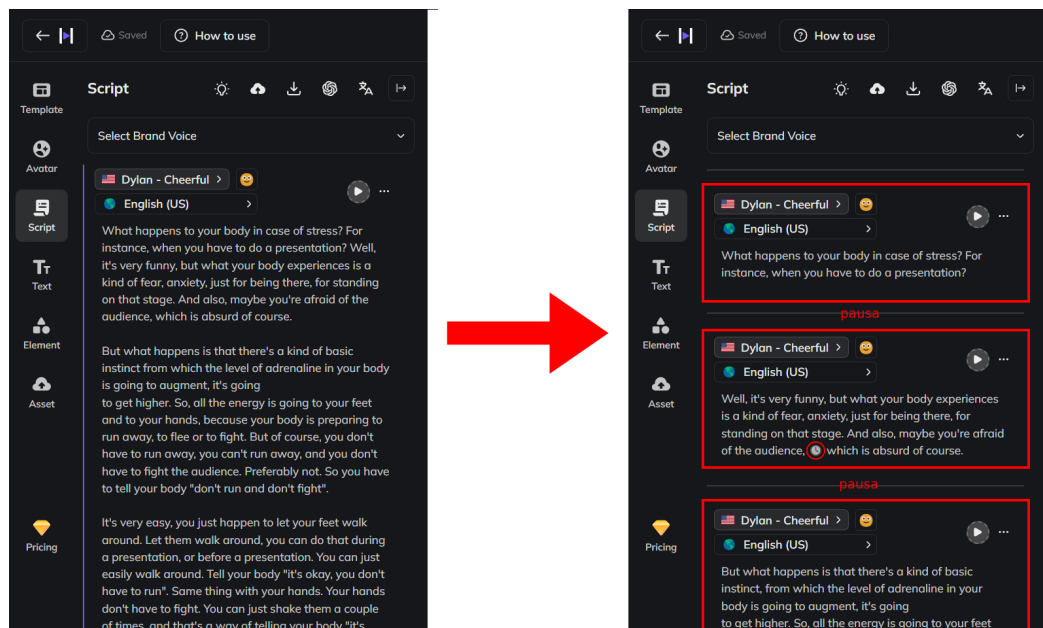 Saved
How to use
Template
Script
Select Brand Voice
Avatar
Dylan - Cheerful
English (US)
Script
What happens to your body in case of stress? For
instance, when you have to do a presentation? Well,
it's very funny, but what your body experiences is a
kind of fear, anxiety, just for being there, for standing
on that stage. And also, maybe you're afraid of the
audience, which is absurd of course.
Text
Element
But what happens is that there's a kind of basic
instinct from which the level of adrenaline in your body
is going to augment, it's going
to get higher. So, all the energy is going to your feet
and to your hands, because your body is preparing to
run away, to flee or to fight. But of course, you don't
have to run away, you can't run away, and you don't
have to fight the audience. Preferably not. So you have
to tell your body "don't run and don't fight".
Asset
It's very easy, you just happen to let your feet walk
around. Let them walk around, you can do that during
a presentation, or before a presentation. You can just
easily walk around. Tell your body "it's okay, you don't
have to run". Same thing with your hands. Your hands
don't have to fight. You can just shake them a couple
of times, and that's a way of telling your body "it's
Pricing
Saved
How to use
Template
Script
Select Brand Voice
Avatar
Dylan - Cheerful
English (US)
Script
What happens to your body in case of stress? For
instance, when you have to do a presentation?
Text
pausa
Element
Dylan - Cheerful
English (US)
Asset
Well, it's very funny, but what your body experiences
is a kind of fear, anxiety, just for being there, for
standing on that stage. And also, maybe you're afraid
of the audience, which is absurd of course.
pausa
Dylan - Cheerful
English (US)
Pricing
But what happens is that there's a kind of basic
instinct, from which the level of adrenaline in your
body is going to augment, it's going
to get higher. So, all the energy is going to your feet